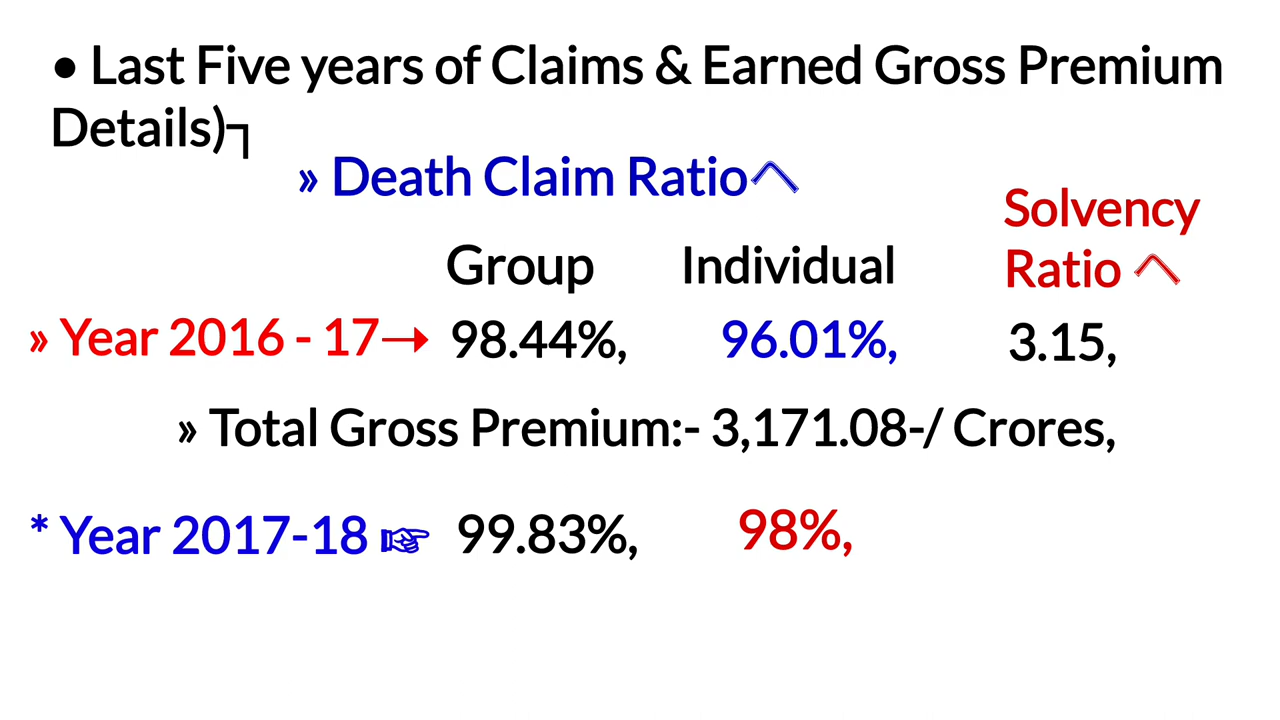 • Last Five years of Claims & Earned Gross Premium
Details)┐
» Death Claim Ratio︿
Solvency
Ratio ︿
Group Individual
» Year 2016 - 17→ 98.44%, 96.01%, 3.15,
» Total Gross Premium:- 3,171.08-/ Crores,
* Year 2017-18 ☞ 99.83%, 98%,